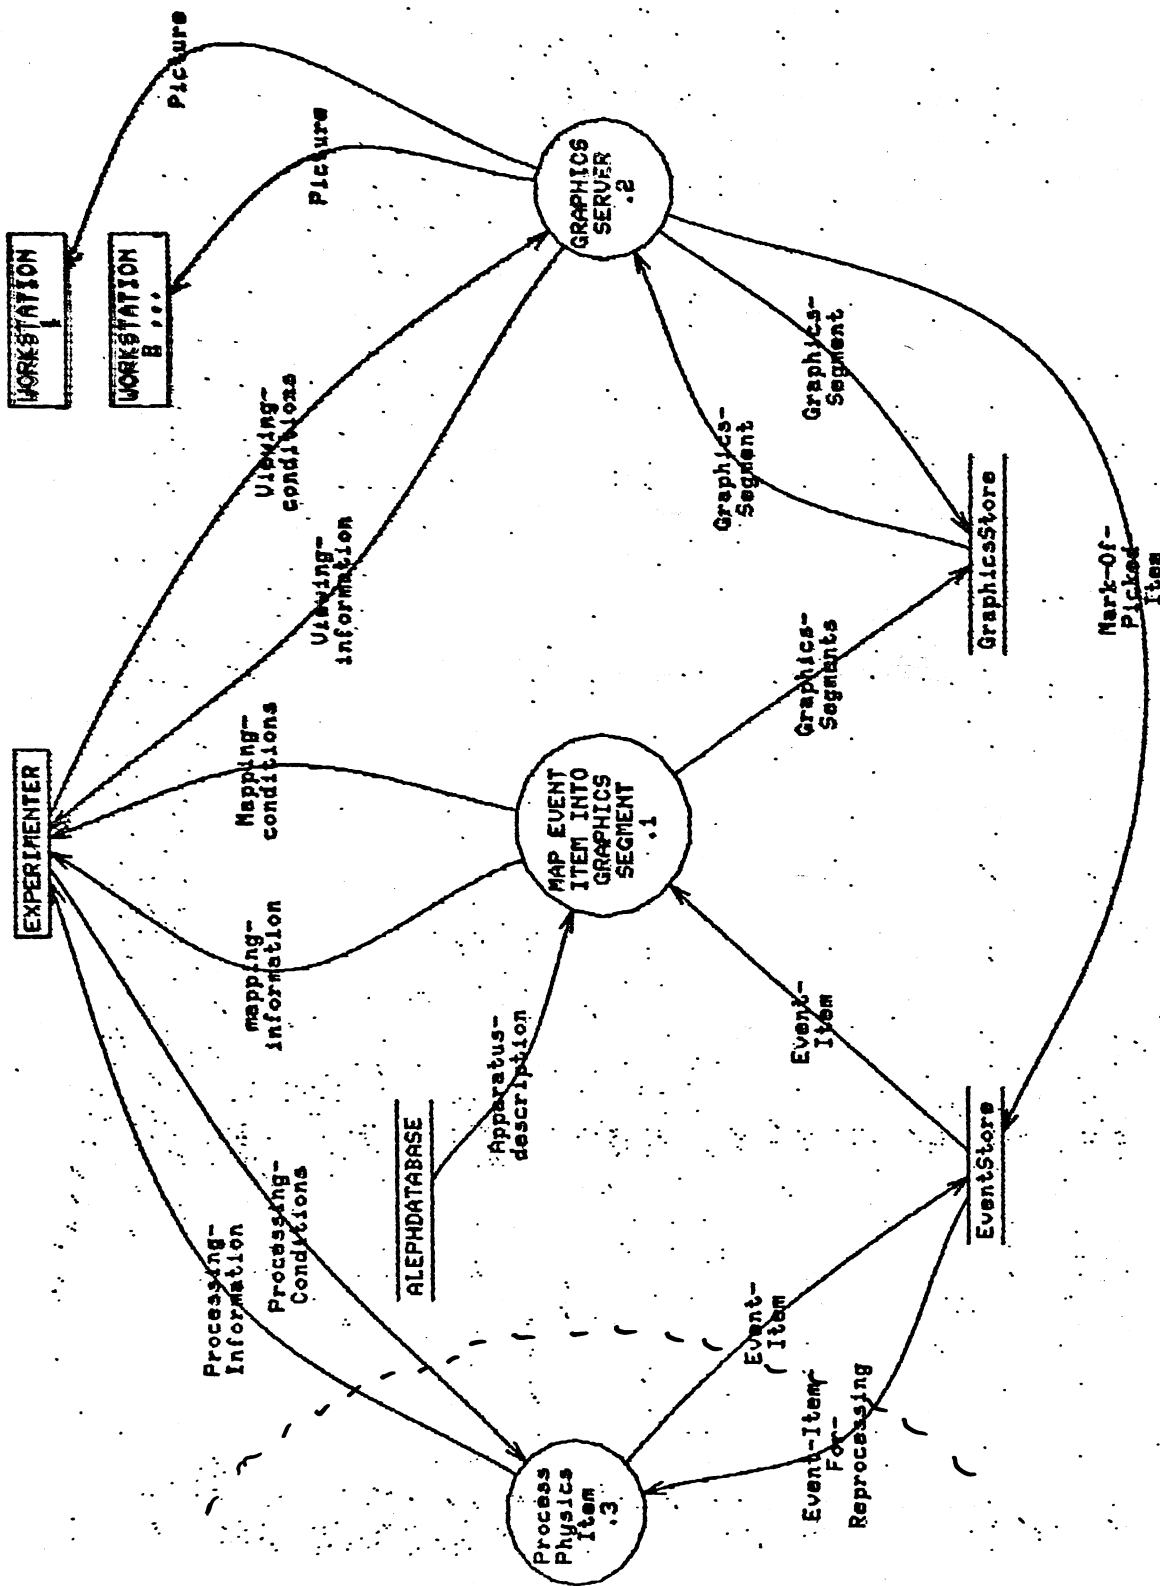 EXPERIMENTER
WORKSTATION
WORKSTATION
B ...
Picture
Picture
Processing-
Information
Processing-
Conditions
mapping-
information
Mapping-
conditions
Viewing-
information
Viewing-
conditions
ALEPHDATABASE
Apparatus-
description
Process
Physics
Item
.3
MAP EVENT
ITEM INTO
GRAPHICS
SEGMENT
.1
GRAPHICS
SERVER
.2
Event-
Item
Event-Item
For-
Reprocessing
Event-
Item
Graphics-
Segments
Graphics-
Segment
Graphics-
Segment
EventStore
GraphicsStore
Mark-Of-
Picked
Item